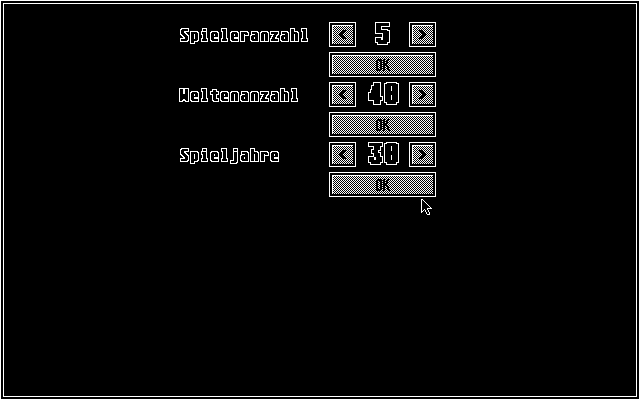 Spieleranzahl < 5 >
OK
Weltenanzahl < 40 >
OK
Spieljahre < 30 >
OK